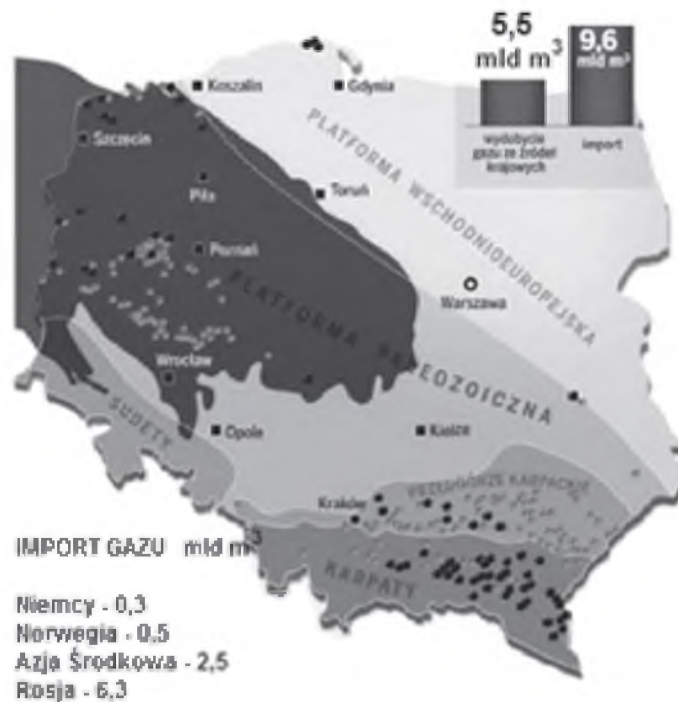 5,5
mld m³
9,6
mld m³
wydobycie
gazu ze źródeł
krajowych
import
Koszalin
Gdynia
Szczecin
PLATFORMA WSCHODNIOEUROPEJSKA
Piła
Toruń
Poznań
Warszawa
PLATFORMA PALEOZOICZNA
Wrocław
SUDETY
Opole
Kielce
PRZEDGÓRZE KARPACKIE
Kraków
KARPATY
IMPORT GAZU mld m³
Niemcy - 0,3
Norwegia - 0,5
Azja Środkowa - 2,5
Rosja - 6,3